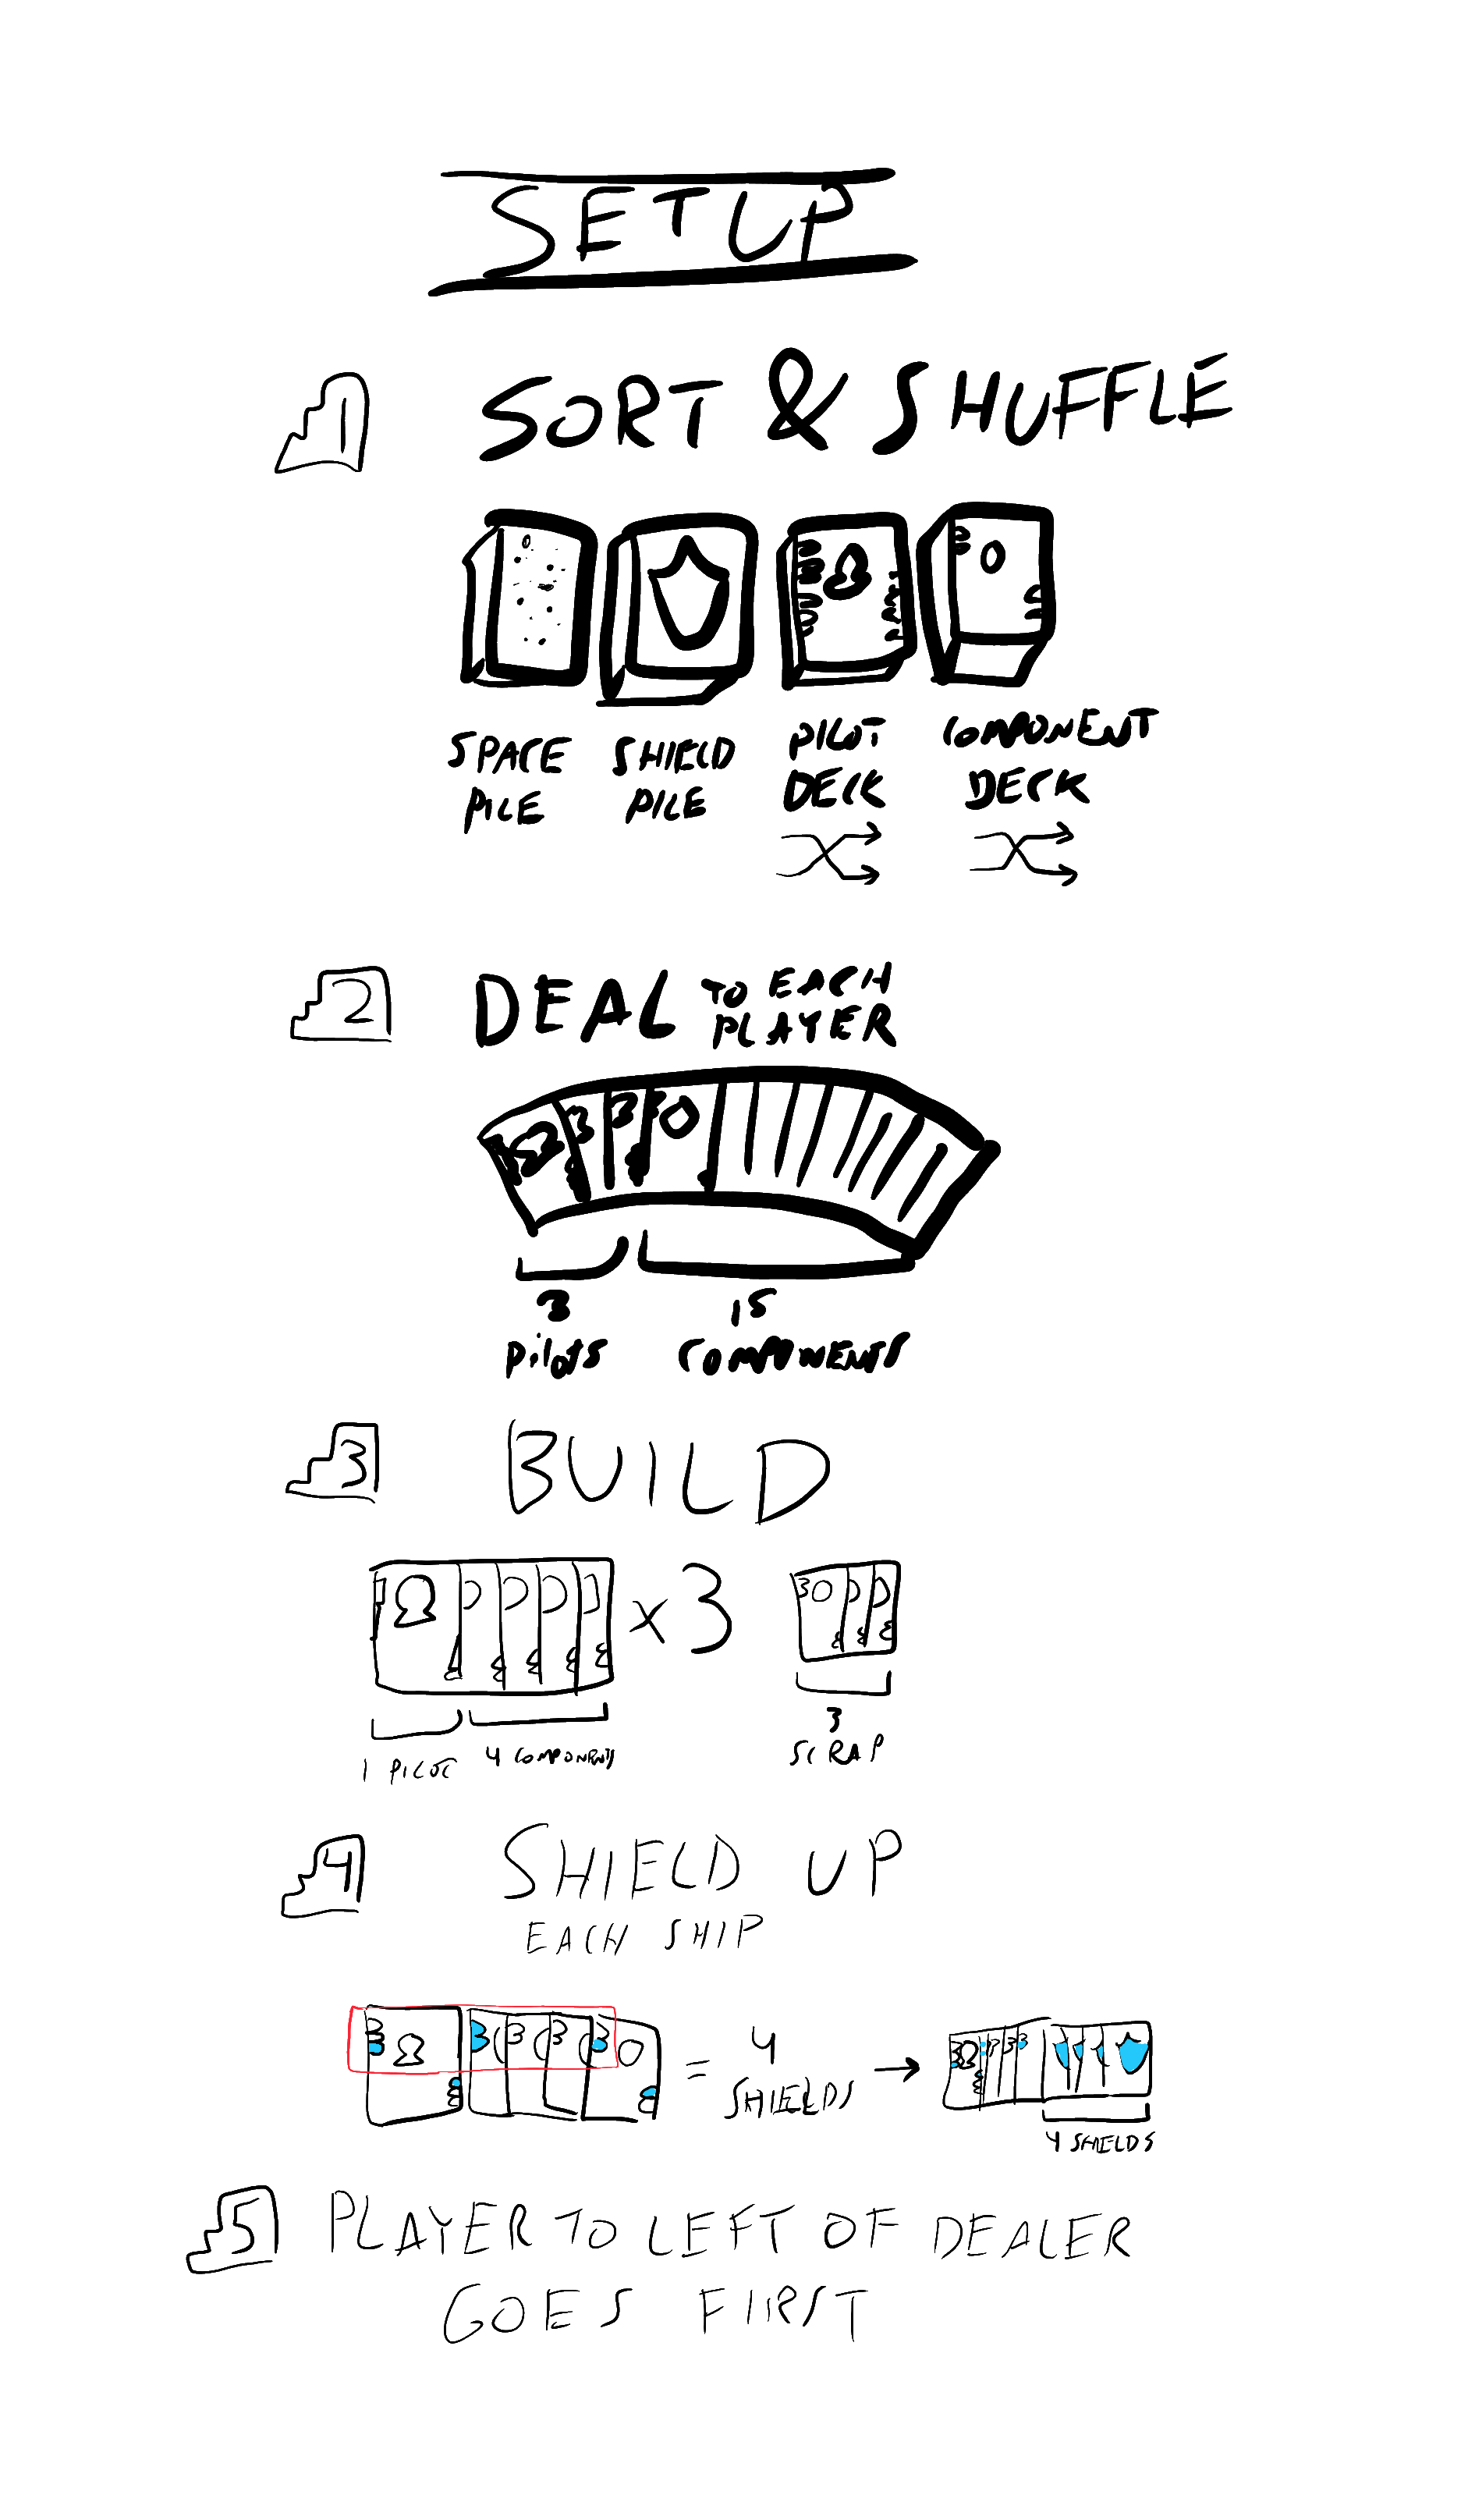 SETUP
1 SORT & SHUFFLE
SPACE PILE
SHIELD PILE
PILOT DECK
COMPONENT DECK
2 DEAL TO EACH PLAYER
3 pilots
15 COMPONENTS
3 BUILD
x3
1 PILOT
4 COMPONENTS
3 SCRAP
4 SHIELD UP
EACH SHIP
= 4 SHIELDS →
4 SHIELDS
5 PLAYER TO LEFT OF DEALER
GOES FIRST